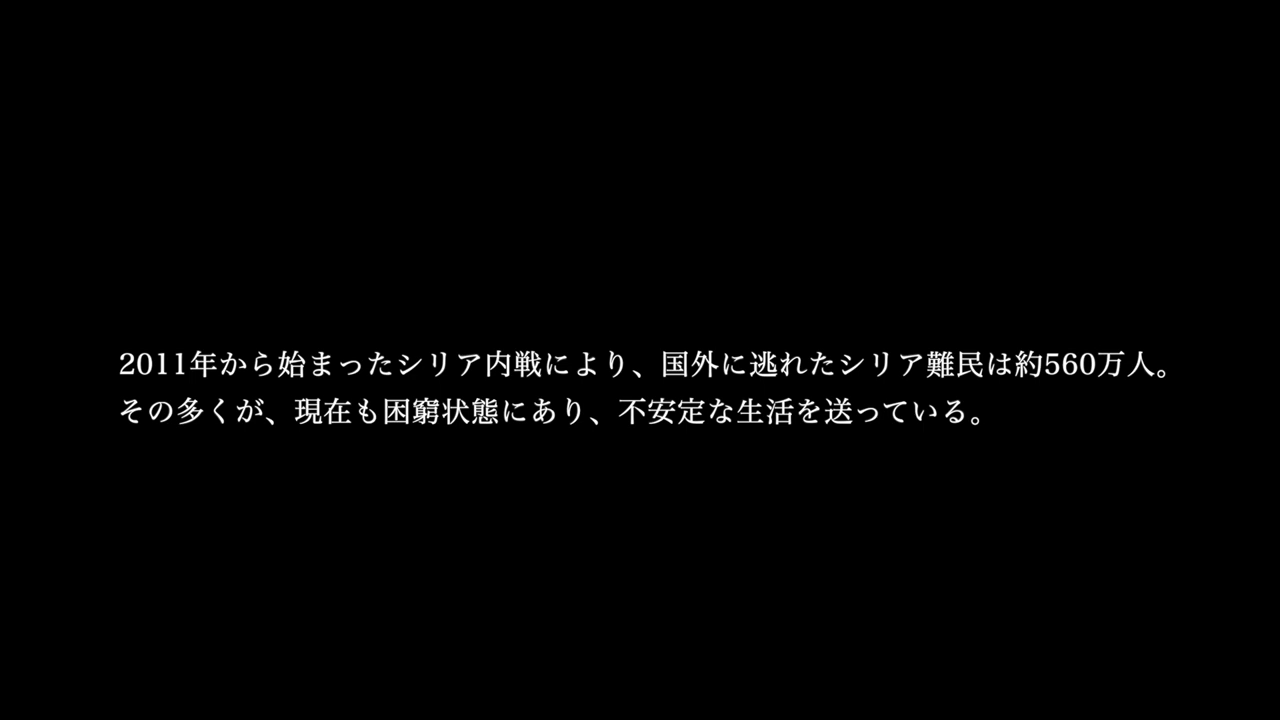 2011年から始まったシリア内戦により、国外に逃れたシリア難民は約560万人。
その多くが、現在も困窮状態にあり、不安定な生活を送っている。